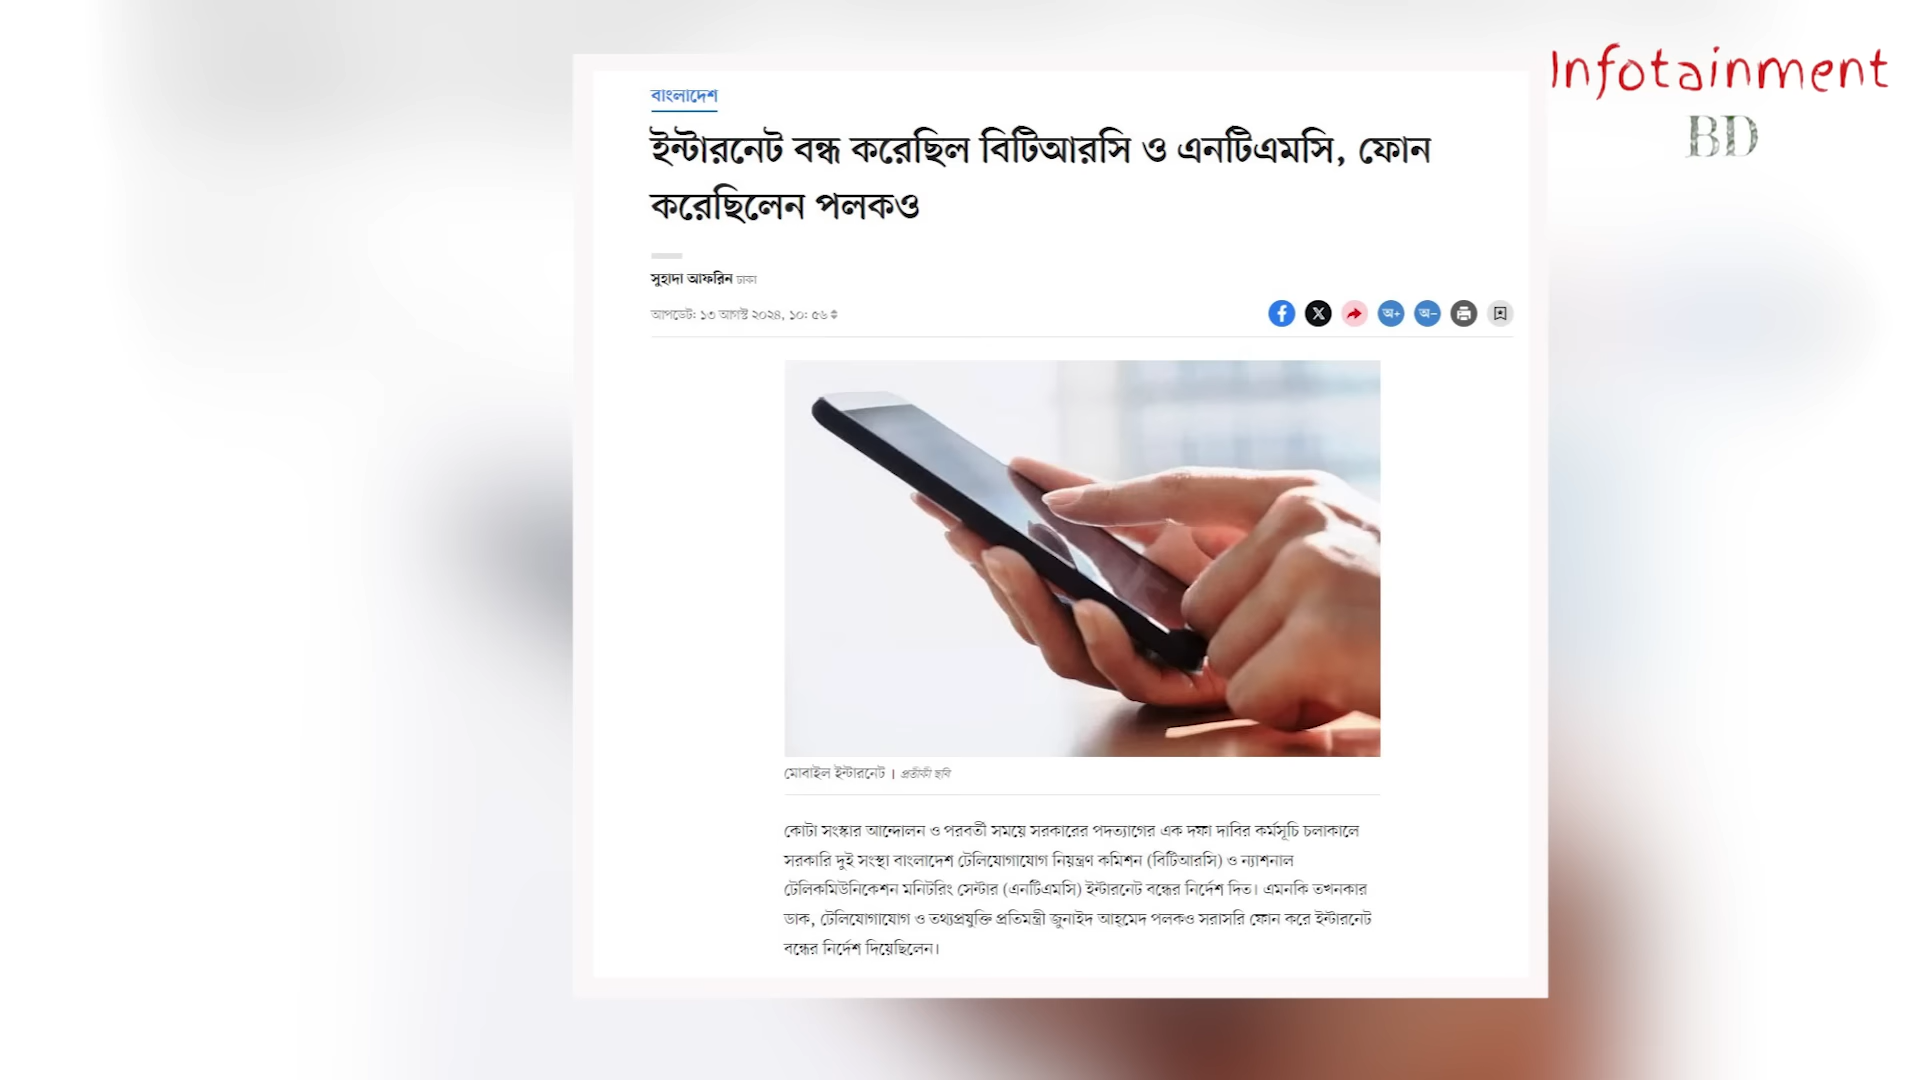 Infotainment
BD
বাংলাদেশ
ইন্টারনেট বন্ধ করেছিল বিটিআরসি ও এনটিএমসি, ফোন
করেছিলেন পলকও
সুহাদা আফরিন ঢাকা
আপডেট: ১৩ আগস্ট ২০২৪, ১০: ৫৬
অ+ অ−
মোবাইল ইন্টারনেট । প্রতীকী ছবি
কোটা সংস্কার আন্দোলন ও পরবর্তী সময়ে সরকারের পদত্যাগের এক দফা দাবির কর্মসূচি চলাকালে
সরকারি দুই সংস্থা বাংলাদেশ টেলিযোগাযোগ নিয়ন্ত্রণ কমিশন (বিটিআরসি) ও ন্যাশনাল
টেলিকমিউনিকেশন মনিটরিং সেন্টার (এনটিএমসি) ইন্টারনেট বন্ধের নির্দেশ দিত। এমনকি তখনকার
ডাক, টেলিযোগাযোগ ও তথ্যপ্রযুক্তি প্রতিমন্ত্রী জুনাইদ আহ্‌মেদ পলকও সরাসরি ফোন করে ইন্টারনেট
বন্ধের নির্দেশ দিয়েছিলেন।